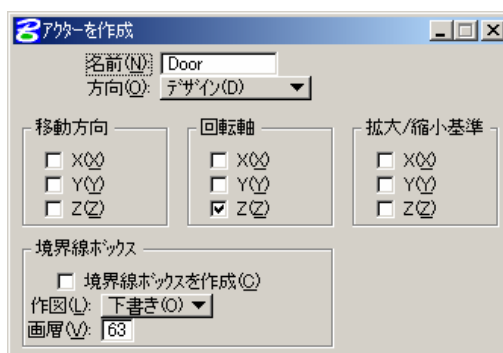 アクターを作成
名前(N): Door
方向(O): デザイン(D)
移動方向
X(X)
Y(Y)
Z(Z)
回転軸
X(X)
Y(Y)
Z(Z)
拡大/縮小基準
X(X)
Y(Y)
Z(Z)
境界線ボックス
境界線ボックスを作成(C)
作図(L): 下書き(O)
画層(V): 63